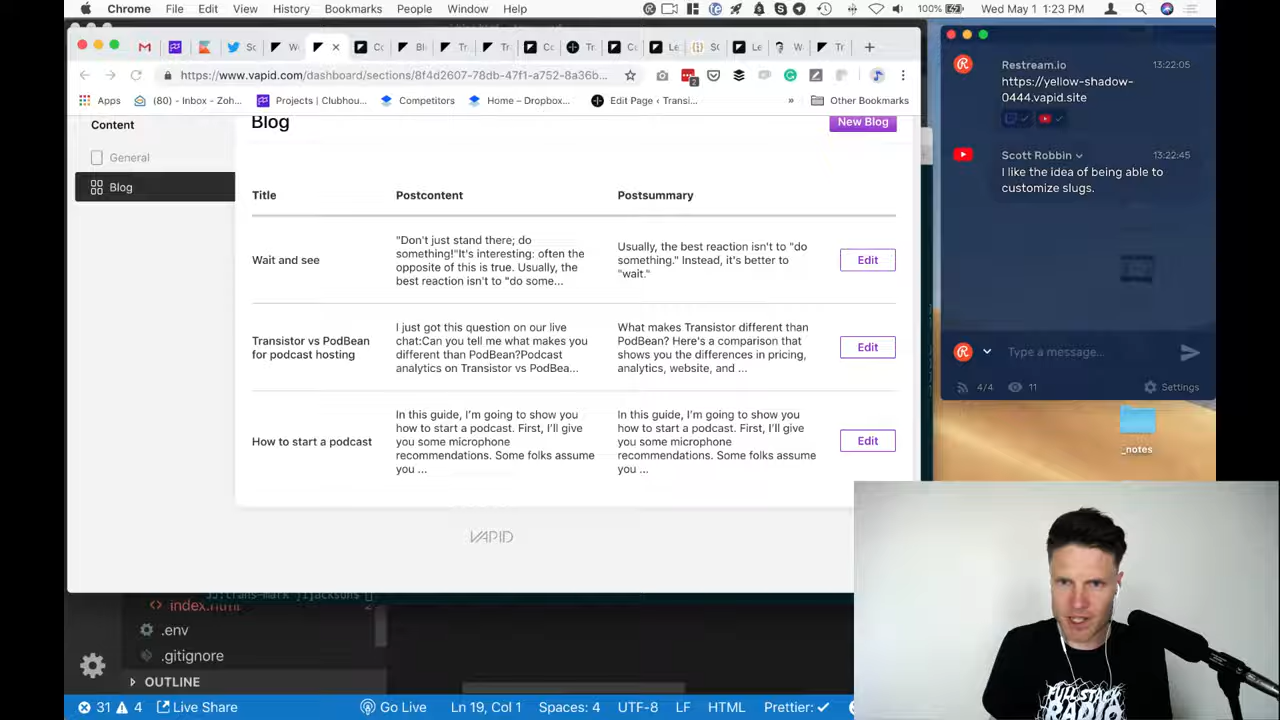 Chrome File Edit View History Bookmarks People Window Help
100% Wed May 1 1:23 PM
https://www.vapid.com/dashboard/sections/8f4d2607-78db-47f1-a752-8a36b...
2
Apps
(80) - Inbox - Zoh...
Projects | Clubhou...
Competitors
Home – Dropbox...
Edit Page ‹ Transi...
»
Other Bookmarks
Content
General
Blog
Blog
New Blog
Title Postcontent Postsummary
Wait and see
"Don't just stand there; do
something!"It's interesting: often the
opposite of this is true. Usually, the
best reaction isn't to "do some...
Usually, the best reaction isn't to "do
something." Instead, it's better to
"wait."
Edit
Transistor vs PodBean
for podcast hosting
I just got this question on our live
chat:Can you tell me what makes you
different than PodBean?Podcast
analytics on Transistor vs PodBea...
What makes Transistor different than
PodBean? Here's a comparison that
shows you the differences in pricing,
analytics, website, and ...
Edit
How to start a podcast
In this guide, I'm going to show you
how to start a podcast. First, I'll give
you some microphone
recommendations. Some folks assume
you ...
In this guide, I'm going to show you
how to start a podcast. First, I'll give
you some microphone
recommendations. Some folks assume
you ...
Edit
VAPID
Restream.io 13:22:05
https://yellow-shadow-
0444.vapid.site
Scott Robbin 13:22:45
I like the idea of being able to
customize slugs.
Type a message...
4/4 11 Settings
_notes
index.html
.env
.gitignore
OUTLINE
31 4 Live Share Go Live Ln 19, Col 1 Spaces: 4 UTF-8 LF HTML Prettier: ✓
FULL STACK
RADIO